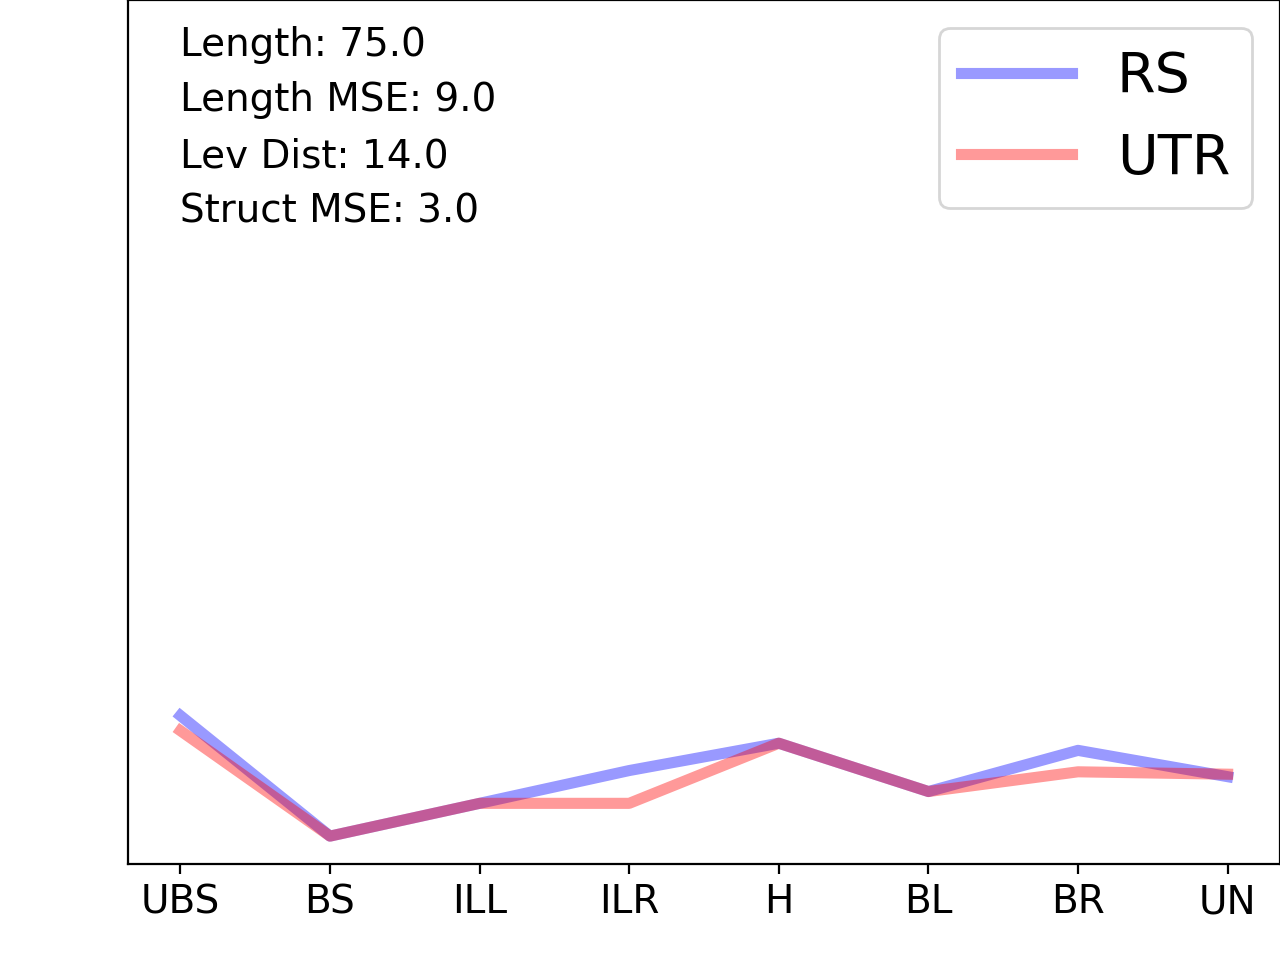 Length: 75.0
Length MSE: 9.0
Lev Dist: 14.0
Struct MSE: 3.0
RS
UTR
UBS BS ILL ILR H BL BR UN